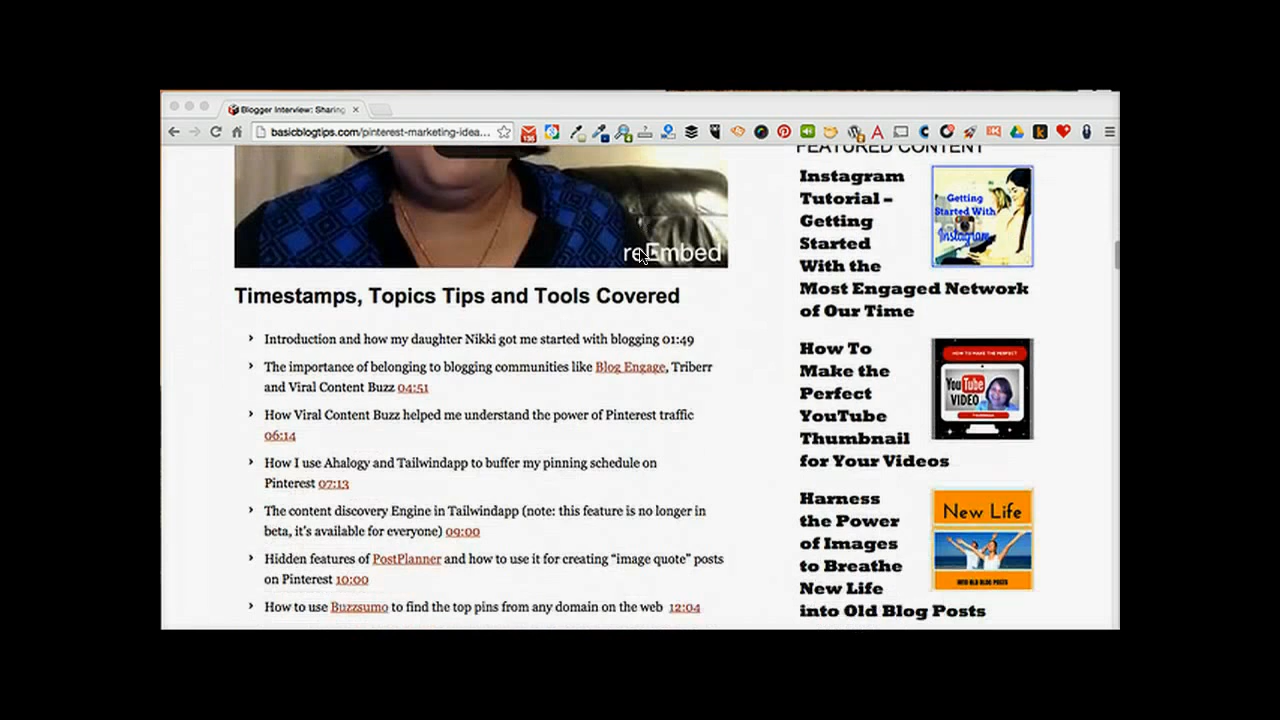 Blogger Interview: Sharing
basicblogtips.com/pinterest-marketing-idea...
reEmbed
Timestamps, Topics Tips and Tools Covered
Introduction and how my daughter Nikki got me started with blogging 01:49
The importance of belonging to blogging communities like Blog Engage, Triberr
and Viral Content Buzz 04:51
How Viral Content Buzz helped me understand the power of Pinterest traffic
06:14
How I use Ahalogy and Tailwindapp to buffer my pinning schedule on
Pinterest 07:13
The content discovery Engine in Tailwindapp (note: this feature is no longer in
beta, it's available for everyone) 09:00
Hidden features of PostPlanner and how to use it for creating “image quote” posts
on Pinterest 10:00
How to use Buzzsumo to find the top pins from any domain on the web 12:04
FEATURED CONTENT
Instagram
Tutorial –
Getting
Started
With the
Most Engaged Network
of Our Time
Getting
Started With
Instagram
How To
Make the
Perfect
YouTube
Thumbnail
for Your Videos
HOW TO MAKE THE PERFECT
YouTube
VIDEO
Harness
the Power
of Images
to Breathe
New Life
into Old Blog Posts
New Life
INTO OLD BLOG POSTS